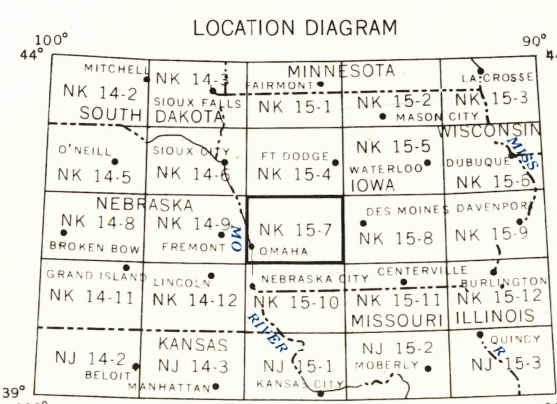 LOCATION DIAGRAM
100° 90°
44° 44
MITCHELL NK 14-3 MINNESOTA LA CROSSE
NK 14-2 SIOUX FALLS FAIRMONT NK 15-1 NK 15-2 NK 15-3
SOUTH DAKOTA MASON CITY
WISCONSIN
O'NEILL SIOUX CITY FT DODGE NK 15-5 DUBUQUE MISS
NK 14-5 NK 14-6 NK 15-4 WATERLOO NK 15-6
IOWA
NEBRASKA
NK 14-8 NK 14-9 NK 15-7 DES MOINES DAVENPORT
BROKEN BOW FREMONT MO OMAHA NK 15-8 NK 15-9
GRAND ISLAND LINCOLN NEBRASKA CITY CENTERVILLE BURLINGTON
NK 14-11 NK 14-12 NK 15-10 NK 15-11 NK 15-12
MISSOURI ILLINOIS
KANSAS RIVER NJ 15-2 R QUINCY
NJ 14-2 NJ 14-3 NJ 15-1 MOBERLY NJ 15-3
BELOIT MANHATTAN KANSAS CITY
39°